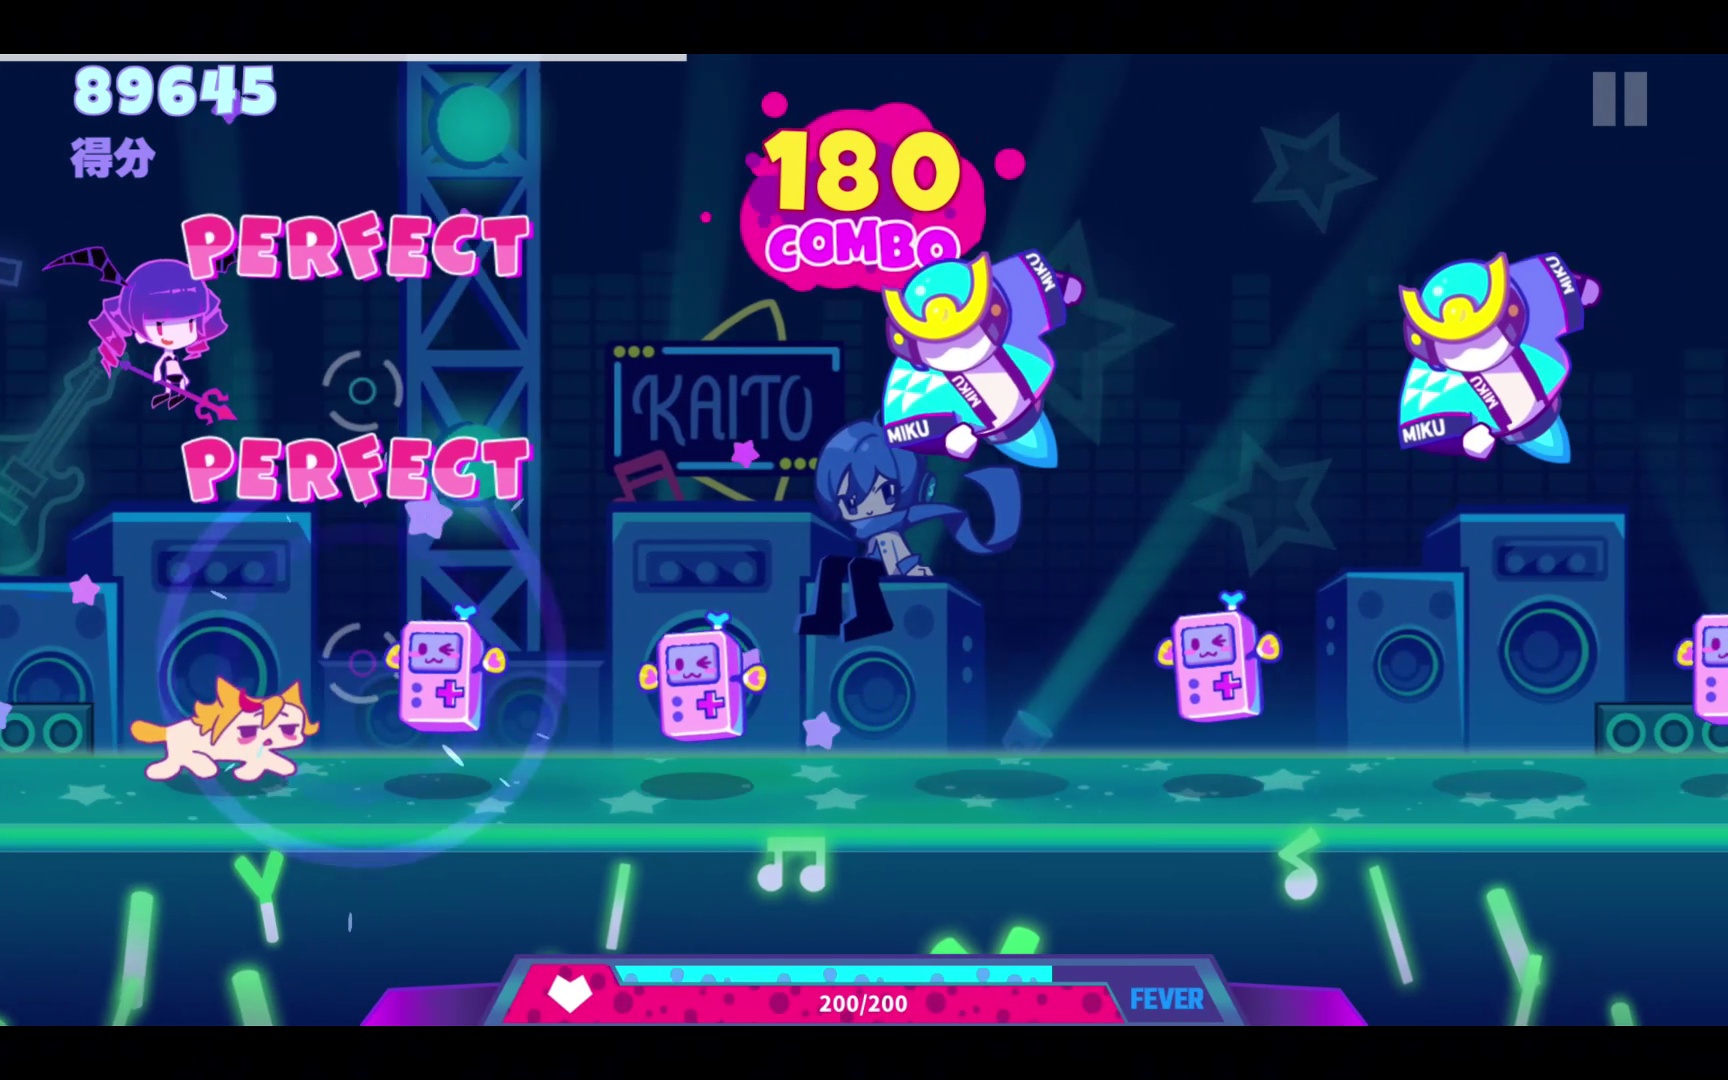 89645
得分
180
COMBO
PERFECT
MIKU
MIKU
KAITO
MIKU
MIKU
PERFECT
MIKU
MIKU
200/200
FEVER